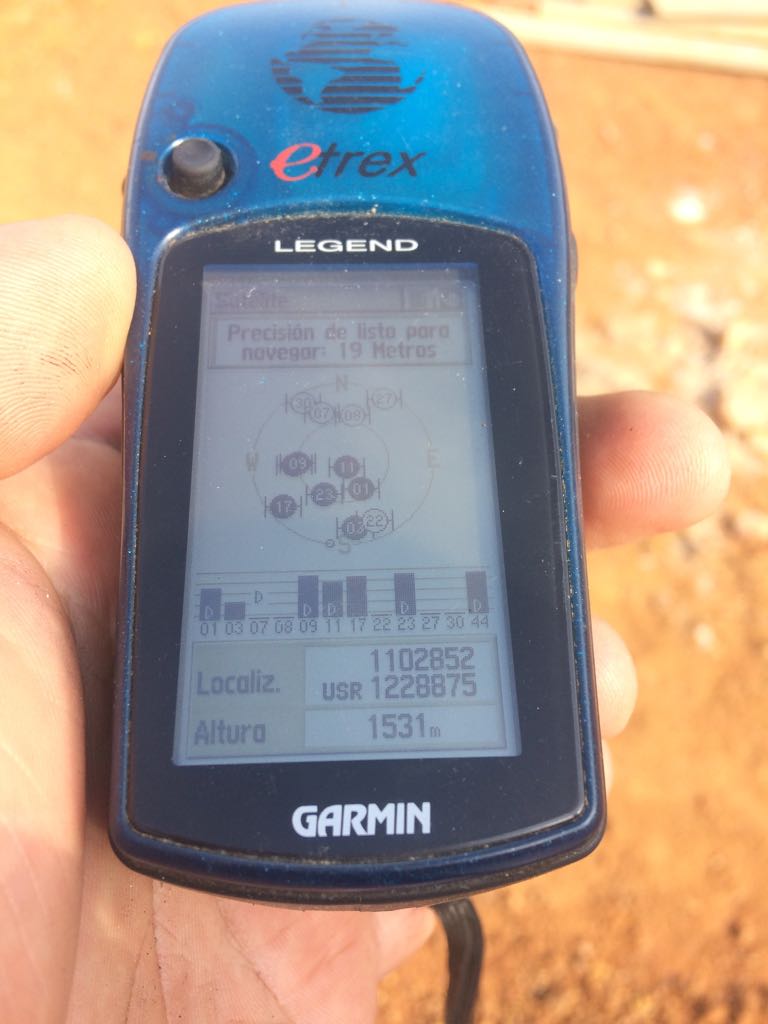 etrex
LEGEND
Satélite
Precisión de lista para
navegar: 19 Metros
N
30 07 08 27
W 09 11 E
23 01
17
03 22
S
D D D D D D
01 03 07 08 09 11 17 22 23 27 30 44
Localiz. 1102852
USR 1228875
Altura 1531m
GARMIN